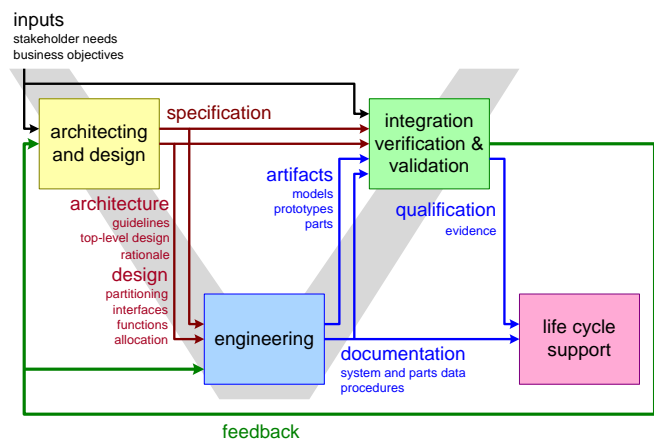 inputs
stakeholder needs
business objectives
architecting
and design
specification
integration
verification &
validation
artifacts
models
prototypes
parts
architecture
guidelines
top-level design
rationale
design
partitioning
interfaces
functions
allocation
qualification
evidence
engineering
documentation
system and parts data
procedures
life cycle
support
feedback